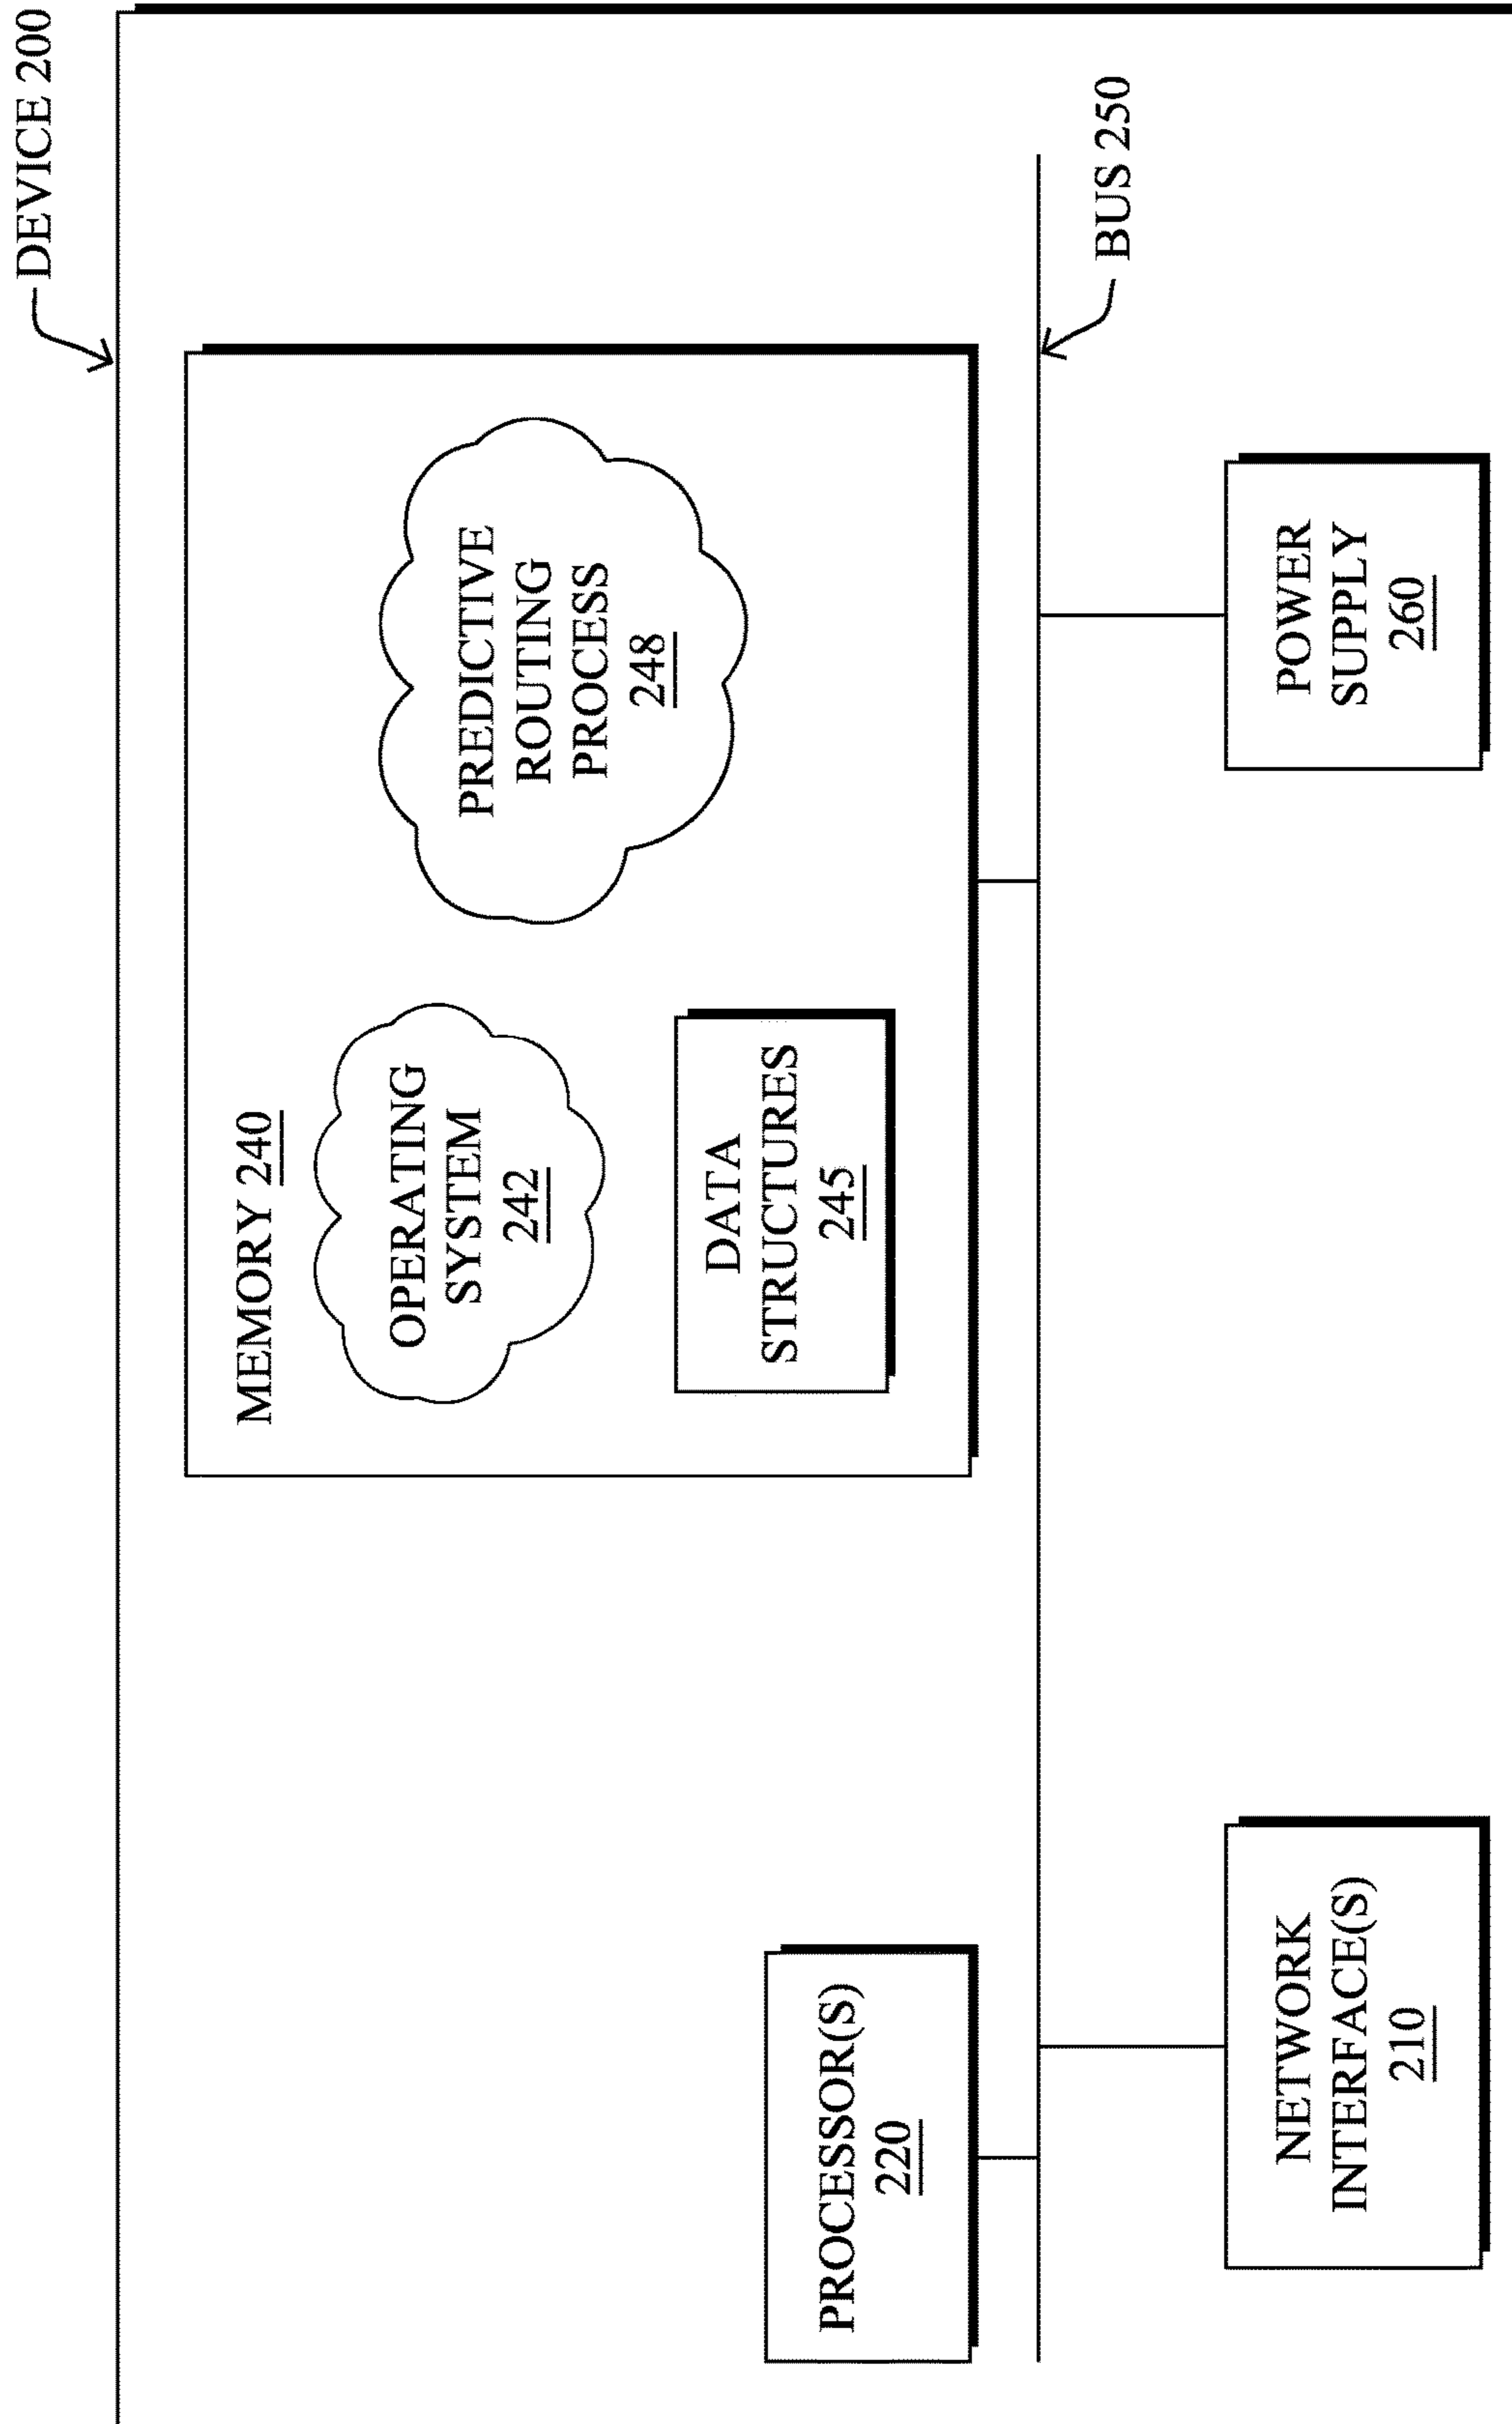 DEVICE 200
MEMORY 240
OPERATING
SYSTEM
242
PREDICTIVE
ROUTING
PROCESS
248
DATA
STRUCTURES
245
PROCESSOR(S)
220
BUS 250
NETWORK
INTERFACE(S)
210
POWER
SUPPLY
260